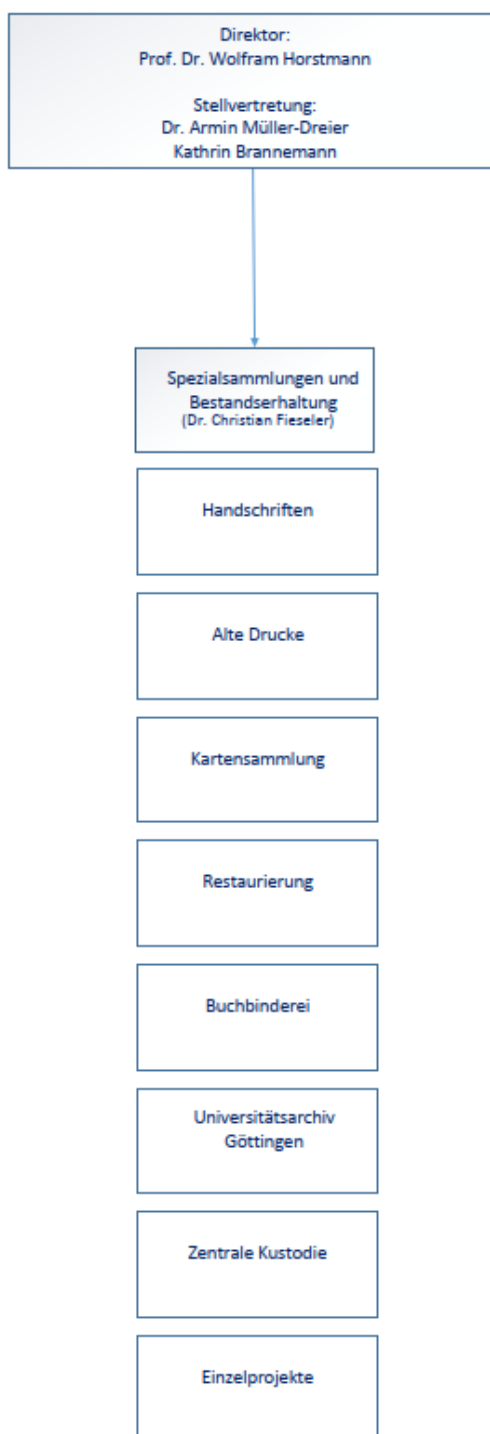 Direktor:
Prof. Dr. Wolfram Horstmann
Stellvertretung:
Dr. Armin Müller-Dreier
Kathrin Brannemann
Spezialsammlungen und
Bestandserhaltung
(Dr. Christian Fieseler)
Handschriften
Alte Drucke
Kartensammlung
Restaurierung
Buchbinderei
Universitätsarchiv
Göttingen
Zentrale Kustodie
Einzelprojekte